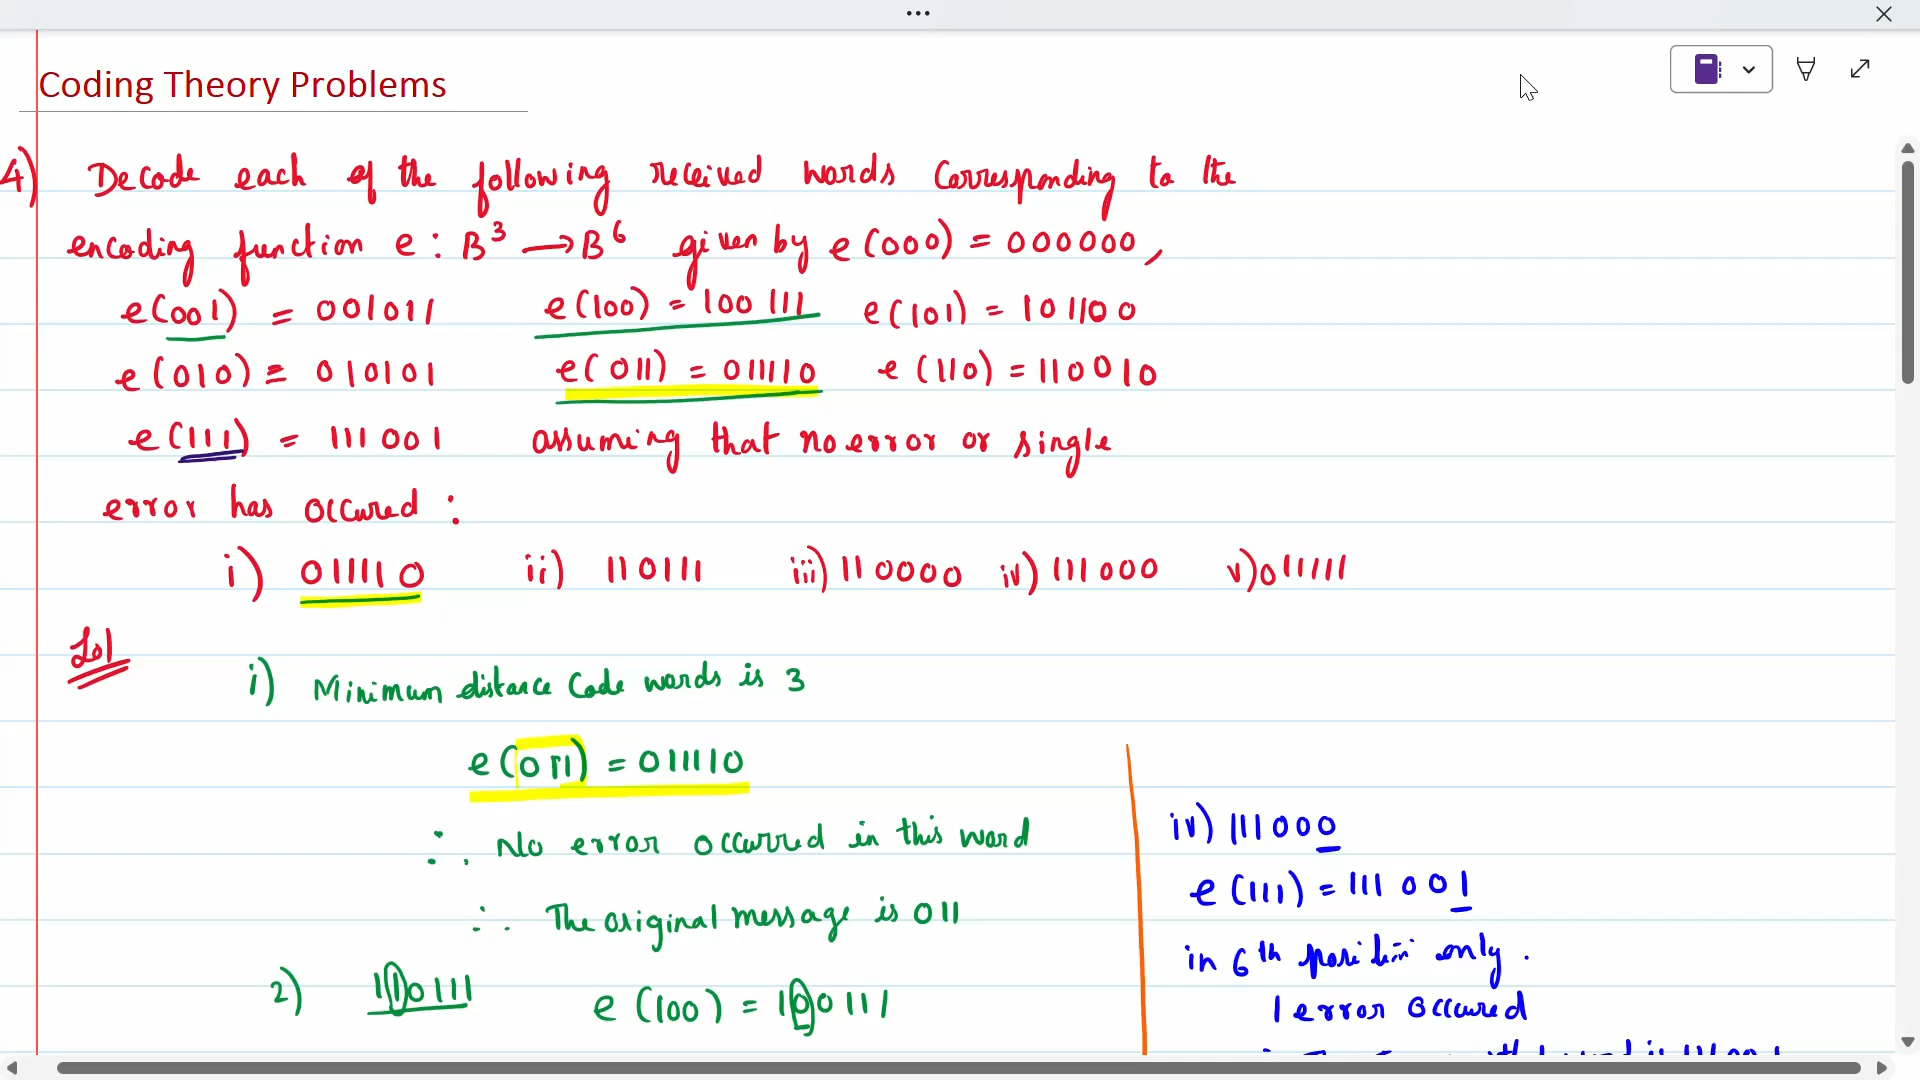 Coding Theory Problems
4) Decode each of the following received words corresponding to the
encoding function e : B³ → B⁶ given by e(000) = 000000,
e(001) = 001011 e(100) = 100111 e(101) = 101100
e(010) = 010101 e(011) = 011110 e(110) = 110010
e(111) = 111001 assuming that no error or single
error has occured :
i) 011110 ii) 110111 iii) 110000 iv) 111000 v) 011111
Sol
i) Minimum distance Code words is 3
e(011) = 011110
∴ No error occurred in this word
∴ The original message is 011
2) 110111 e(100) = 100111
iv) 111000
e(111) = 111001
in 6th position only.
1 error occured